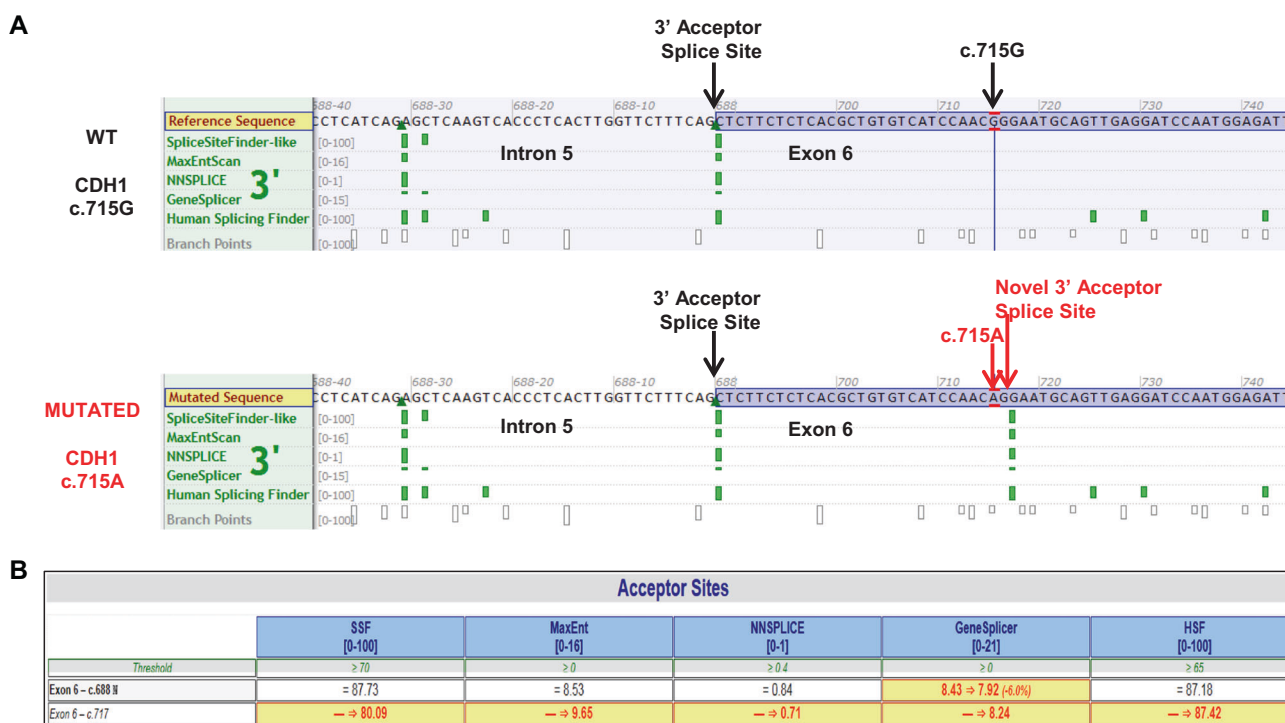 A
3' Acceptor
Splice Site
c.715G
688-40 688-30 688-20 688-10 688 700 710 720 730 740
WT
CDH1
c.715G
Reference Sequence CCTCATCAGAGCTCAAGTCACCCTCACTTGGTTCTTTCAGCTCTTCTCTCACGCTGTGTCATCCAACGGGAATGCAGTTGAGGATCCAATGGAGATT
SpliceSiteFinder-like [0-100]
MaxEntScan [0-16]
NNSPLICE [0-1]
GeneSplicer [0-15]
Human Splicing Finder [0-100]
Branch Points [0-100]
3'
Intron 5
Exon 6
3' Acceptor
Splice Site
Novel 3' Acceptor
Splice Site
c.715A
688-40 688-30 688-20 688-10 688 700 710 720 730 740
MUTATED
CDH1
c.715A
Mutated Sequence CCTCATCAGAGCTCAAGTCACCCTCACTTGGTTCTTTCAGCTCTTCTCTCACGCTGTGTCATCCAACAGGAATGCAGTTGAGGATCCAATGGAGATT
SpliceSiteFinder-like [0-100]
MaxEntScan [0-16]
NNSPLICE [0-1]
GeneSplicer [0-15]
Human Splicing Finder [0-100]
Branch Points [0-100]
3'
Intron 5
Exon 6
B
Acceptor Sites
SSF [0-100] MaxEnt [0-16] NNSPLICE [0-1] GeneSplicer [0-21] HSF [0-100]
Threshold ≥ 70 ≥ 0 ≥ 0.4 ≥ 0 ≥ 65
Exon 6 – c.688 N = 87.73 = 8.53 = 0.84 8.43 ⇒ 7.92 (-6.0%) = 87.18
Exon 6 – c.717 — ⇒ 80.09 — ⇒ 9.65 — ⇒ 0.71 — ⇒ 8.24 — ⇒ 87.42